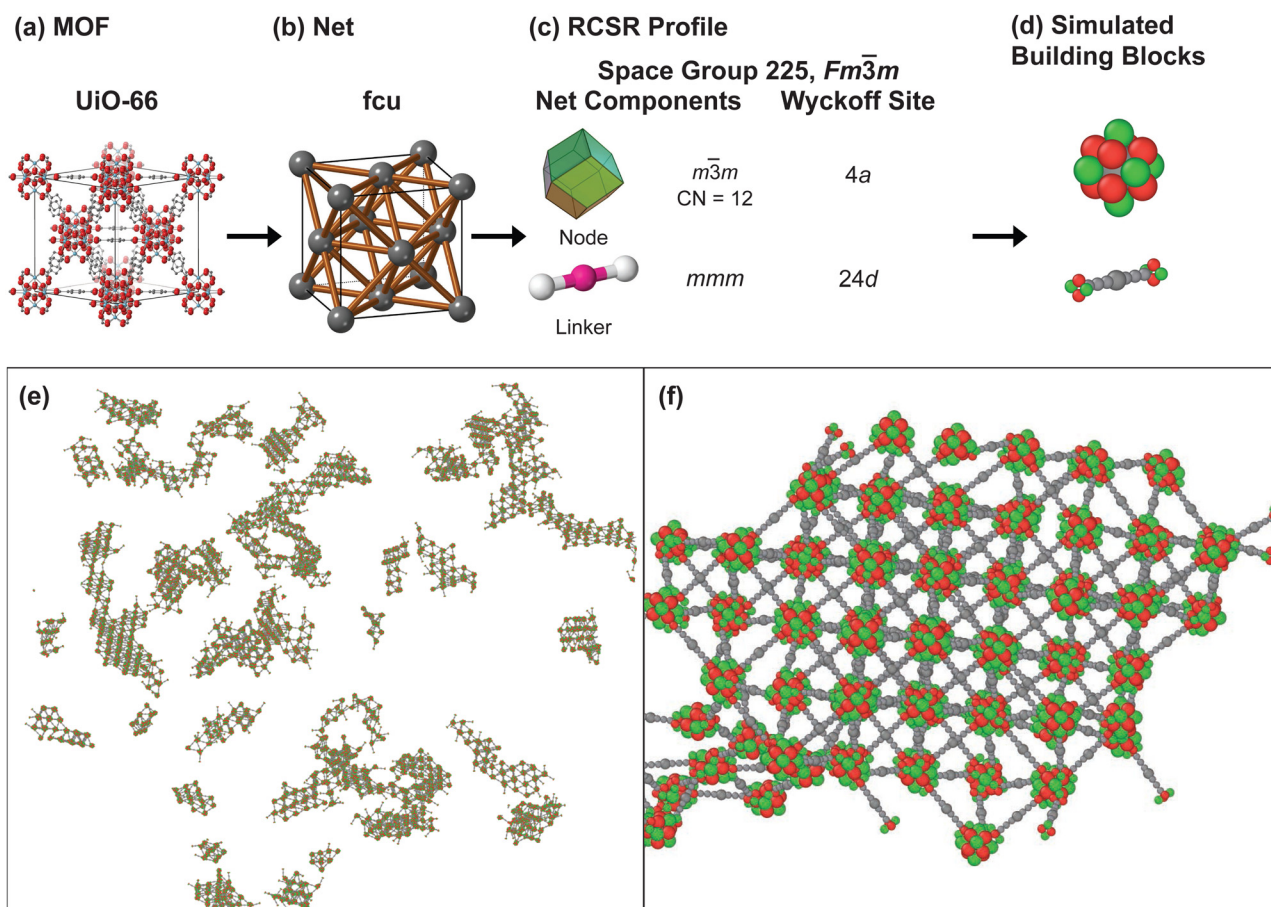 (a) MOF
(b) Net
(c) RCSR Profile
(d) Simulated
Building Blocks
Space Group 225, Fm3̅m
UiO-66
fcu
Net Components
Wyckoff Site
m3̅m
CN = 12
4a
Node
mmm
24d
Linker
(e)
(f)